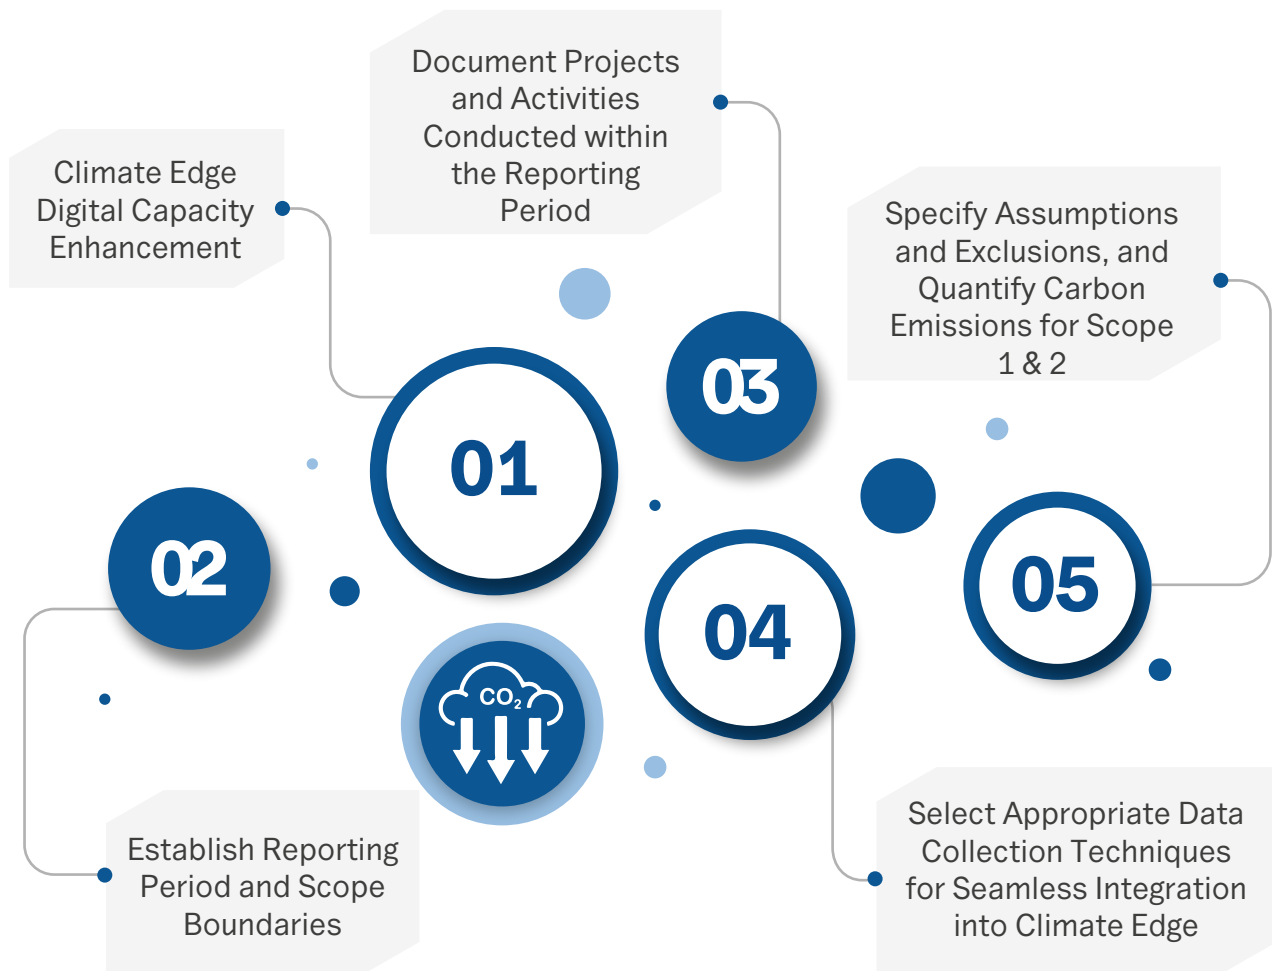 Document Projects
and Activities
Conducted within
the Reporting
Period
Climate Edge
Digital Capacity
Enhancement
Specify Assumptions
and Exclusions, and
Quantify Carbon
Emissions for Scope
1 & 2
03
01
02
05
04
CO₂
Establish Reporting
Period and Scope
Boundaries
Select Appropriate Data
Collection Techniques
for Seamless Integration
into Climate Edge